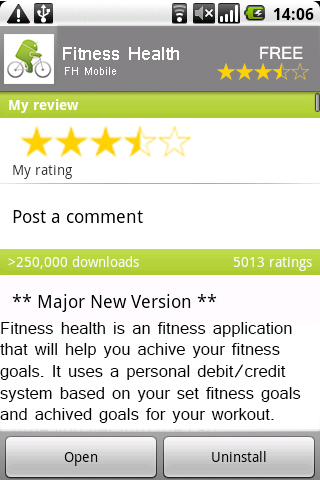 14:06
Fitness Health
FREE
FH Mobile
My review
My rating
Post a comment
>250,000 downloads 5013 ratings
** Major New Version **
Fitness health is an fitness application
that will help you achive your fitness
goals. It uses a personal debit/credit
system based on your set fitness goals
and achived goals for your workout.
Open Uninstall